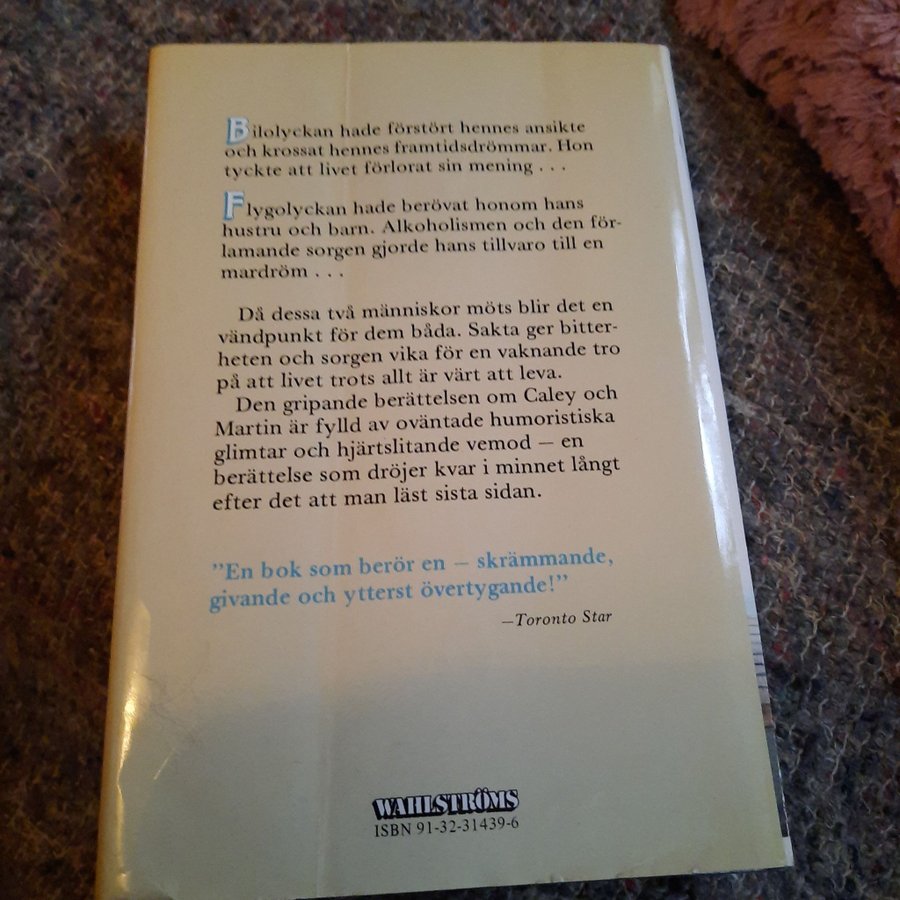 Bilolyckan hade förstört hennes ansikte
och krossat hennes framtidsdrömmar. Hon
tyckte att livet förlorat sin mening . . .
Flygolyckan hade berövat honom hans
hustru och barn. Alkoholismen och den för-
lamande sorgen gjorde hans tillvaro till en
mardröm . . .
Då dessa två människor möts blir det en
vändpunkt för dem båda. Sakta ger bitter-
heten och sorgen vika för en vaknande tro
på att livet trots allt är värt att leva.
Den gripande berättelsen om Caley och
Martin är fylld av oväntade humoristiska
glimtar och hjärtslitande vemod – en
berättelse som dröjer kvar i minnet långt
efter det att man läst sista sidan.
”En bok som berör en – skrämmande,
givande och ytterst övertygande!”
–Toronto Star
WAHLSTRÖMS
ISBN 91-32-31439-6